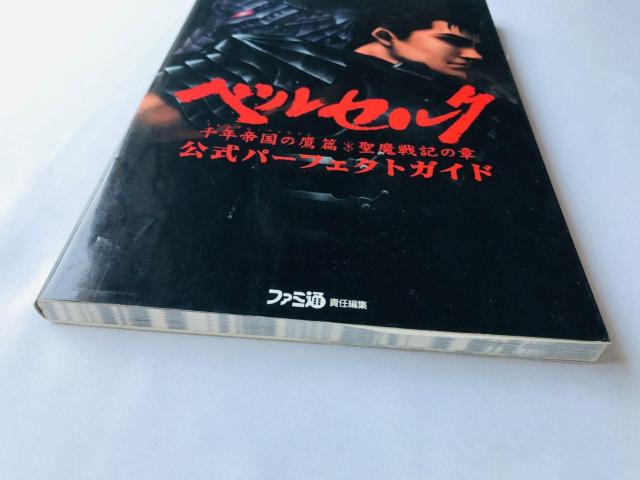 ベルセルク
千年帝国の鷹篇 聖魔戦記の章
公式パーフェクトガイド
ファミ通 責任編集